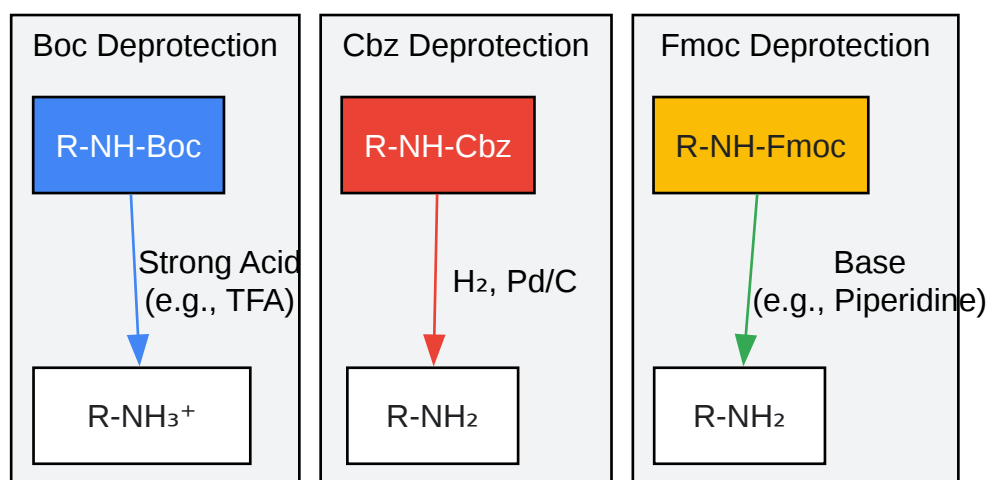 Boc Deprotection
R-NH-Boc
Strong Acid
(e.g., TFA)
R-NH₃⁺
Cbz Deprotection
R-NH-Cbz
H₂, Pd/C
R-NH₂
Fmoc Deprotection
R-NH-Fmoc
Base
(e.g., Piperidine)
R-NH₂